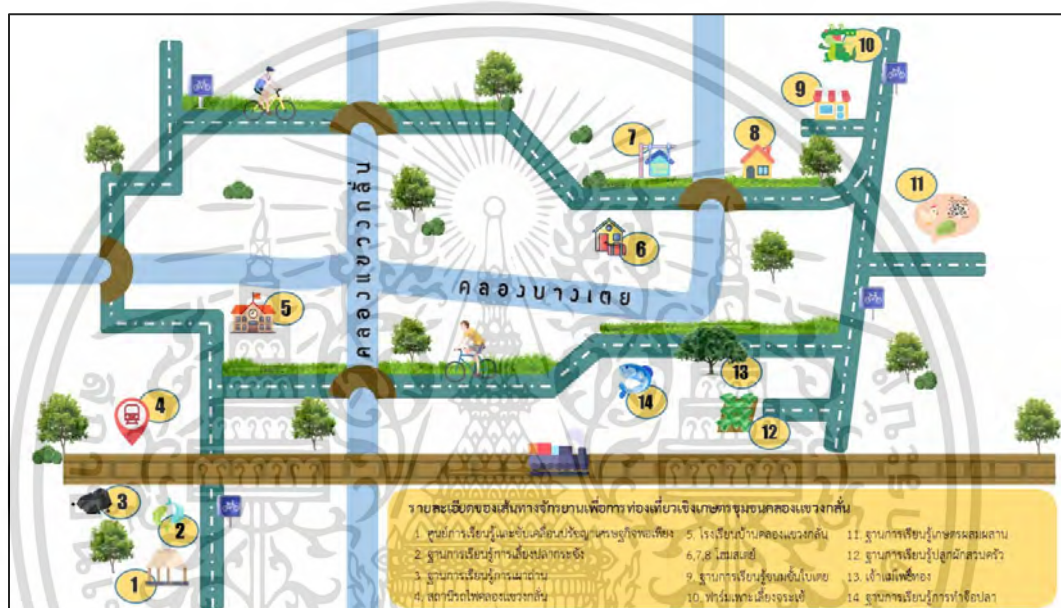 10
9
7
8
11
คลองแขวงกลั่น
6
คลองบางเตย
5
4
13
14
12
3
2
1
รายละเอียดของเส้นทางจักรยานเพื่อการท่องเที่ยวเชิงเกษตรชุมชนคลองแขวงกลั่น
1. ศูนย์การเรียนรู้และขับเคลื่อนปรัชญาเศรษฐกิจพอเพียง
2. ฐานการเรียนรู้การเลี้ยงปลากระชัง
3. ฐานการเรียนรู้การเผาถ่าน
4. สถานีรถไฟคลองแขวงกลั่น
5. โรงเรียนบ้านคลองแขวงกลั่น
6,7,8 โฮมสเตย์
9. ฐานการเรียนรู้ขนมชั้นใบเตย
10. ฟาร์มเพาะเลี้ยงจระเข้
11. ฐานการเรียนรู้เกษตรผสมผสาน
12. ฐานการเรียนรู้ปลูกผักสวนครัว
13. เจ้าแม่โพธิ์ทอง
14. ฐานการเรียนรู้การทำจ่อปลา